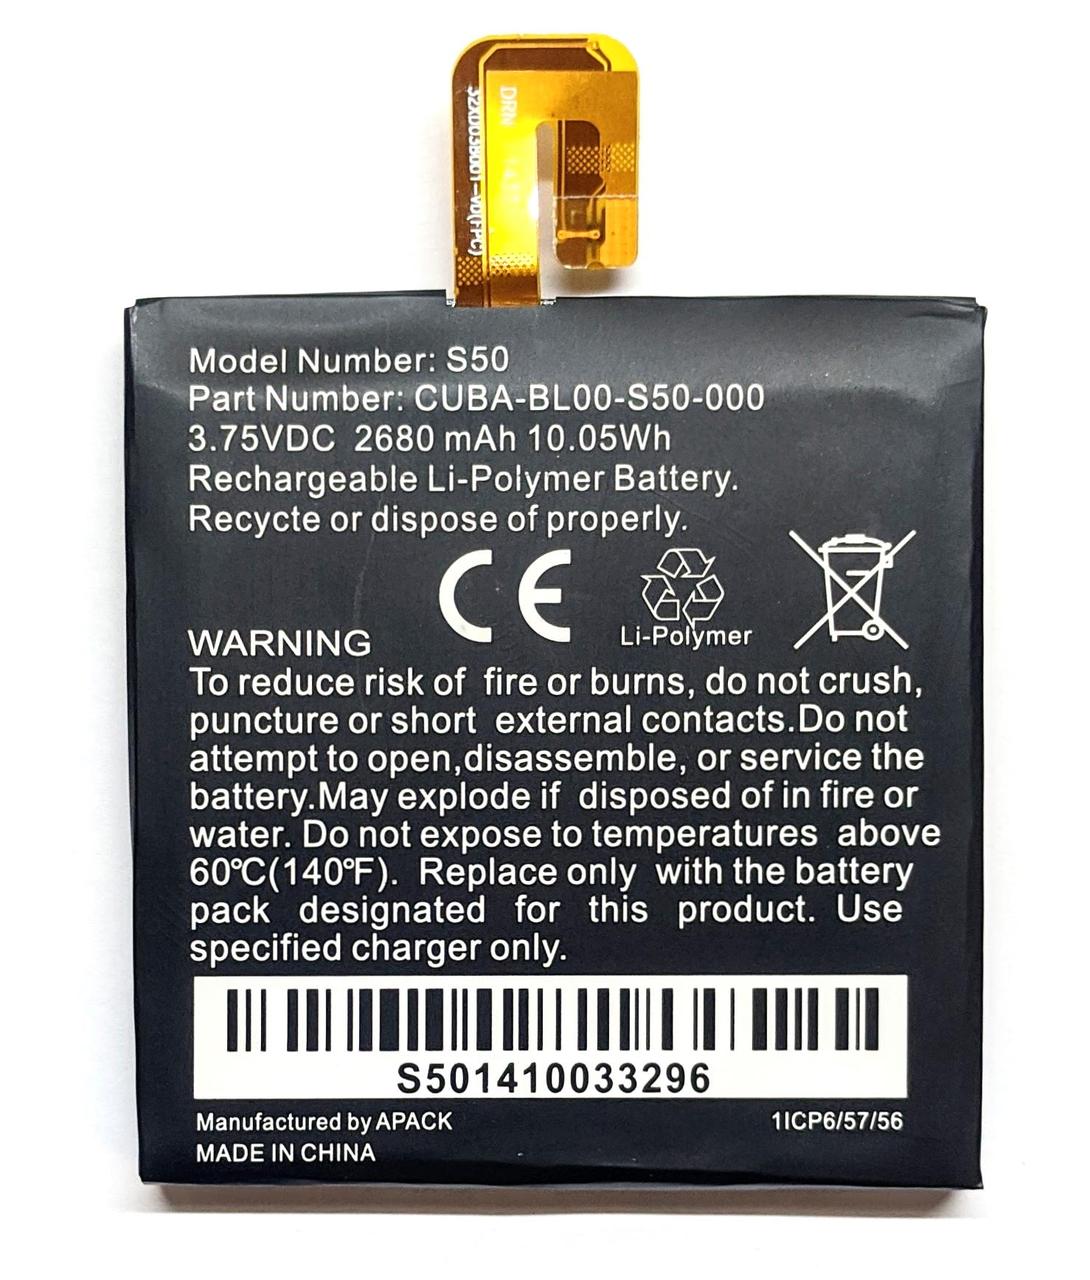 DRN
Model Number: S50
Part Number: CUBA-BL00-S50-000
3.75VDC 2680 mAh 10.05Wh
Rechargeable Li-Polymer Battery.
Recycte or dispose of properly.
CE
Li-Polymer
WARNING
To reduce risk of fire or burns, do not crush,
puncture or short external contacts.Do not
attempt to open,disassemble, or service the
battery.May explode if disposed of in fire or
water. Do not expose to temperatures above
60℃(140℉). Replace only with the battery
pack designated for this product. Use
specified charger only.
S501410033296
Manufactured by APACK
1ICP6/57/56
MADE IN CHINA